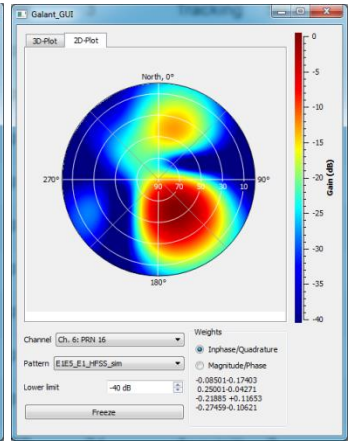 Tracking
Galant_GUI
3D-Plot 2D-Plot
North, 0°
270°
90 70 30 10
90°
180°
0
-5
-10
-15
-20
-25
-30
-35
-40
Gain (dB)
Channel Ch. 6: PRN 16
Pattern E1E5_E1_HFSS_sim
Lower limit -40 dB
Freeze
Weights
Inphase/Quadrature
Magnitude/Phase
-0.08501-0.17403
0.25001-0.04271
-0.21885 +0.11653
-0.27459-0.10621